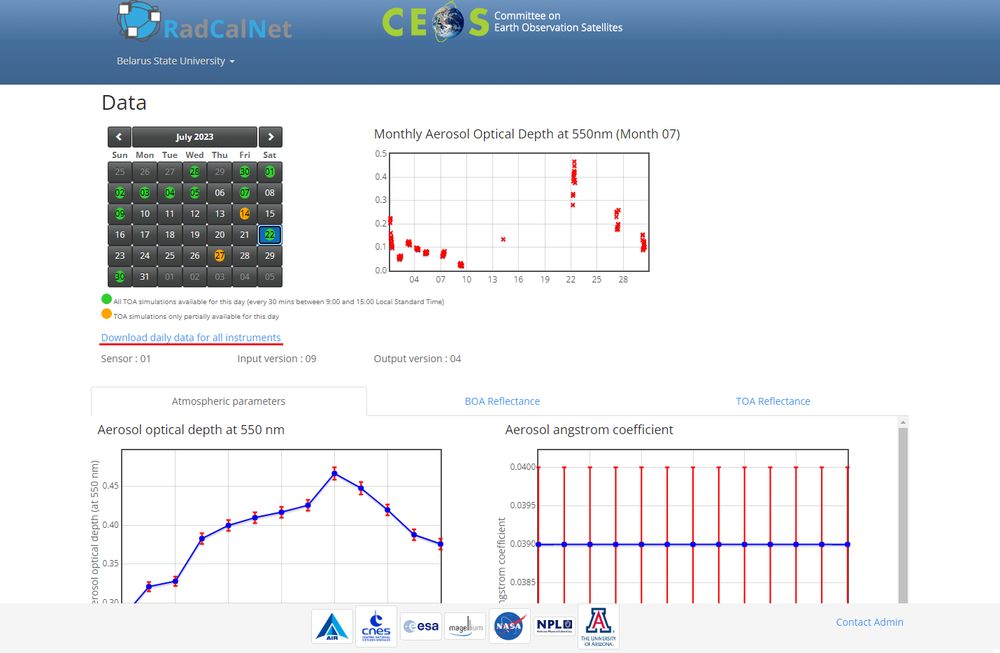 RadCalNet
CEOS
Committee on
Earth Observation Satellites
Belarus State University
Data
July 2023
Sun Mon Tue Wed Thu Fri Sat
25 26 27 28 29 30 01
02 03 04 05 06 07 08
09 10 11 12 13 14 15
16 17 18 19 20 21 22
23 24 25 26 27 28 29
30 31 01 02 03 04 05
Monthly Aerosol Optical Depth at 550nm (Month 07)
0.5
0.4
0.3
0.2
0.1
0.0
04 07 10 13 16 19 22 25 28
All TOA simulations available for this day (every 30 mins between 9:00 and 15:00 Local Standard Time)
TOA simulations only partially available for this day
Download daily data for all instruments
Sensor : 01 Input version : 09 Output version : 04
Atmospheric parameters BOA Reflectance TOA Reflectance
Aerosol optical depth at 550 nm
erosol optical depth (at 550 nm)
0.45
0.40
0.35
0.30
Aerosol angstrom coefficient
ngstrom coefficient
0.0400
0.0395
0.0390
0.0385
AIR
cnes
CENTRE NATIONAL
D'ÉTUDES SPATIALES
esa
magellium
NASA
NPL
National Physical Laboratory
A
THE UNIVERSITY
OF ARIZONA.
Contact Admin